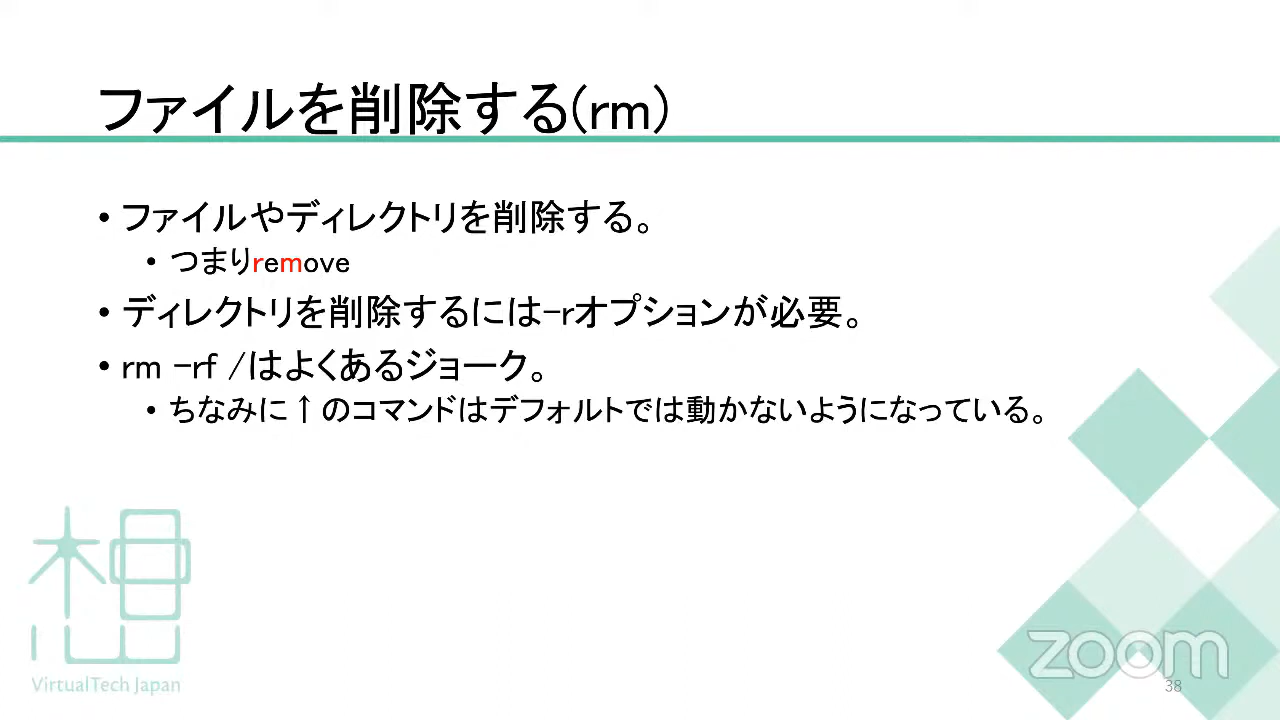 ファイルを削除する(rm)
• ファイルやディレクトリを削除する。
• つまりremove
• ディレクトリを削除するには-rオプションが必要。
• rm -rf /はよくあるジョーク。
• ちなみに↑のコマンドはデフォルトでは動かないようになっている。
想
VirtualTech Japan
zoom
38